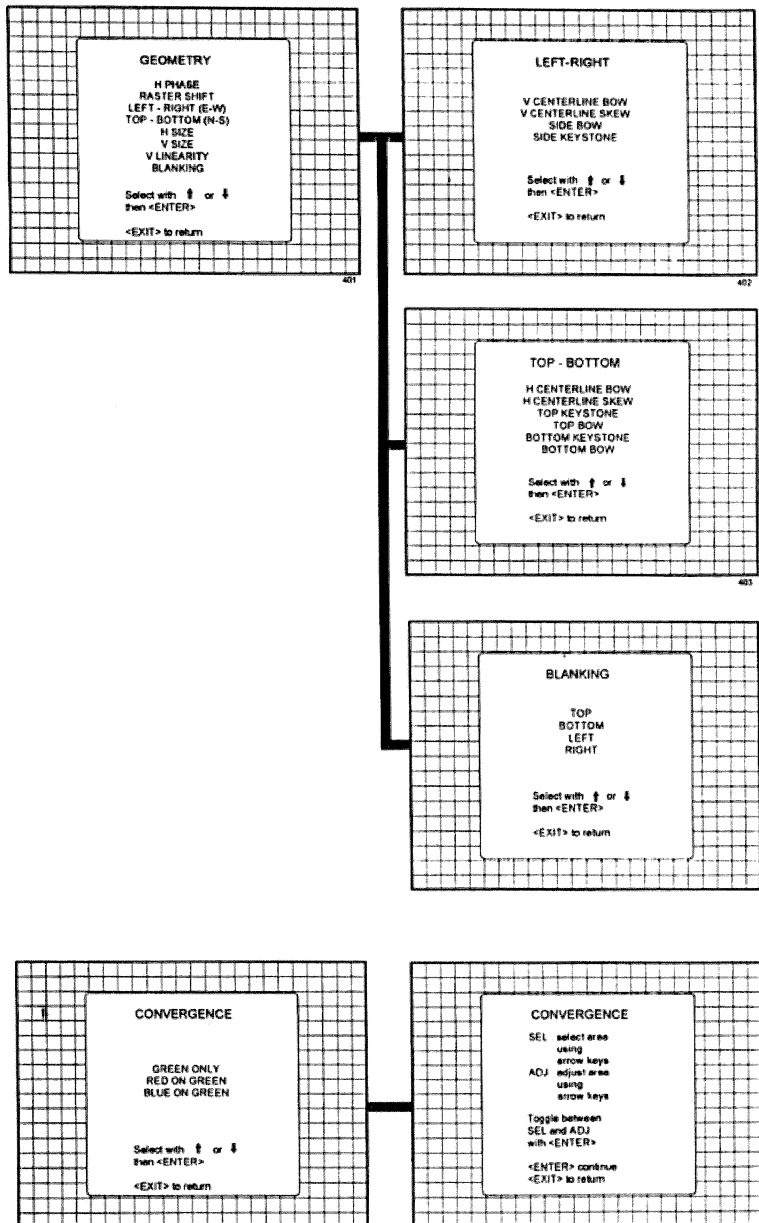 GEOMETRY
H PHASE
RASTER SHIFT
LEFT - RIGHT (E-W)
TOP - BOTTOM (N-S)
H SIZE
V SIZE
V LINEARITY
BLANKING
Select with ⬆ or ⬇
then <ENTER>
<EXIT> to return
401
LEFT-RIGHT
V CENTERLINE BOW
V CENTERLINE SKEW
SIDE BOW
SIDE KEYSTONE
Select with ⬆ or ⬇
then <ENTER>
<EXIT> to return
402
TOP - BOTTOM
H CENTERLINE BOW
H CENTERLINE SKEW
TOP KEYSTONE
TOP BOW
BOTTOM KEYSTONE
BOTTOM BOW
Select with ⬆ or ⬇
then <ENTER>
<EXIT> to return
403
BLANKING
TOP
BOTTOM
LEFT
RIGHT
Select with ⬆ or ⬇
then <ENTER>
<EXIT> to return
CONVERGENCE
GREEN ONLY
RED ON GREEN
BLUE ON GREEN
Select with ⬆ or ⬇
then <ENTER>
<EXIT> to return
CONVERGENCE
SEL select area
using
arrow keys
ADJ adjust area
using
arrow keys
Toggle between
SEL and ADJ
with <ENTER>
<ENTER> continue
<EXIT> to return